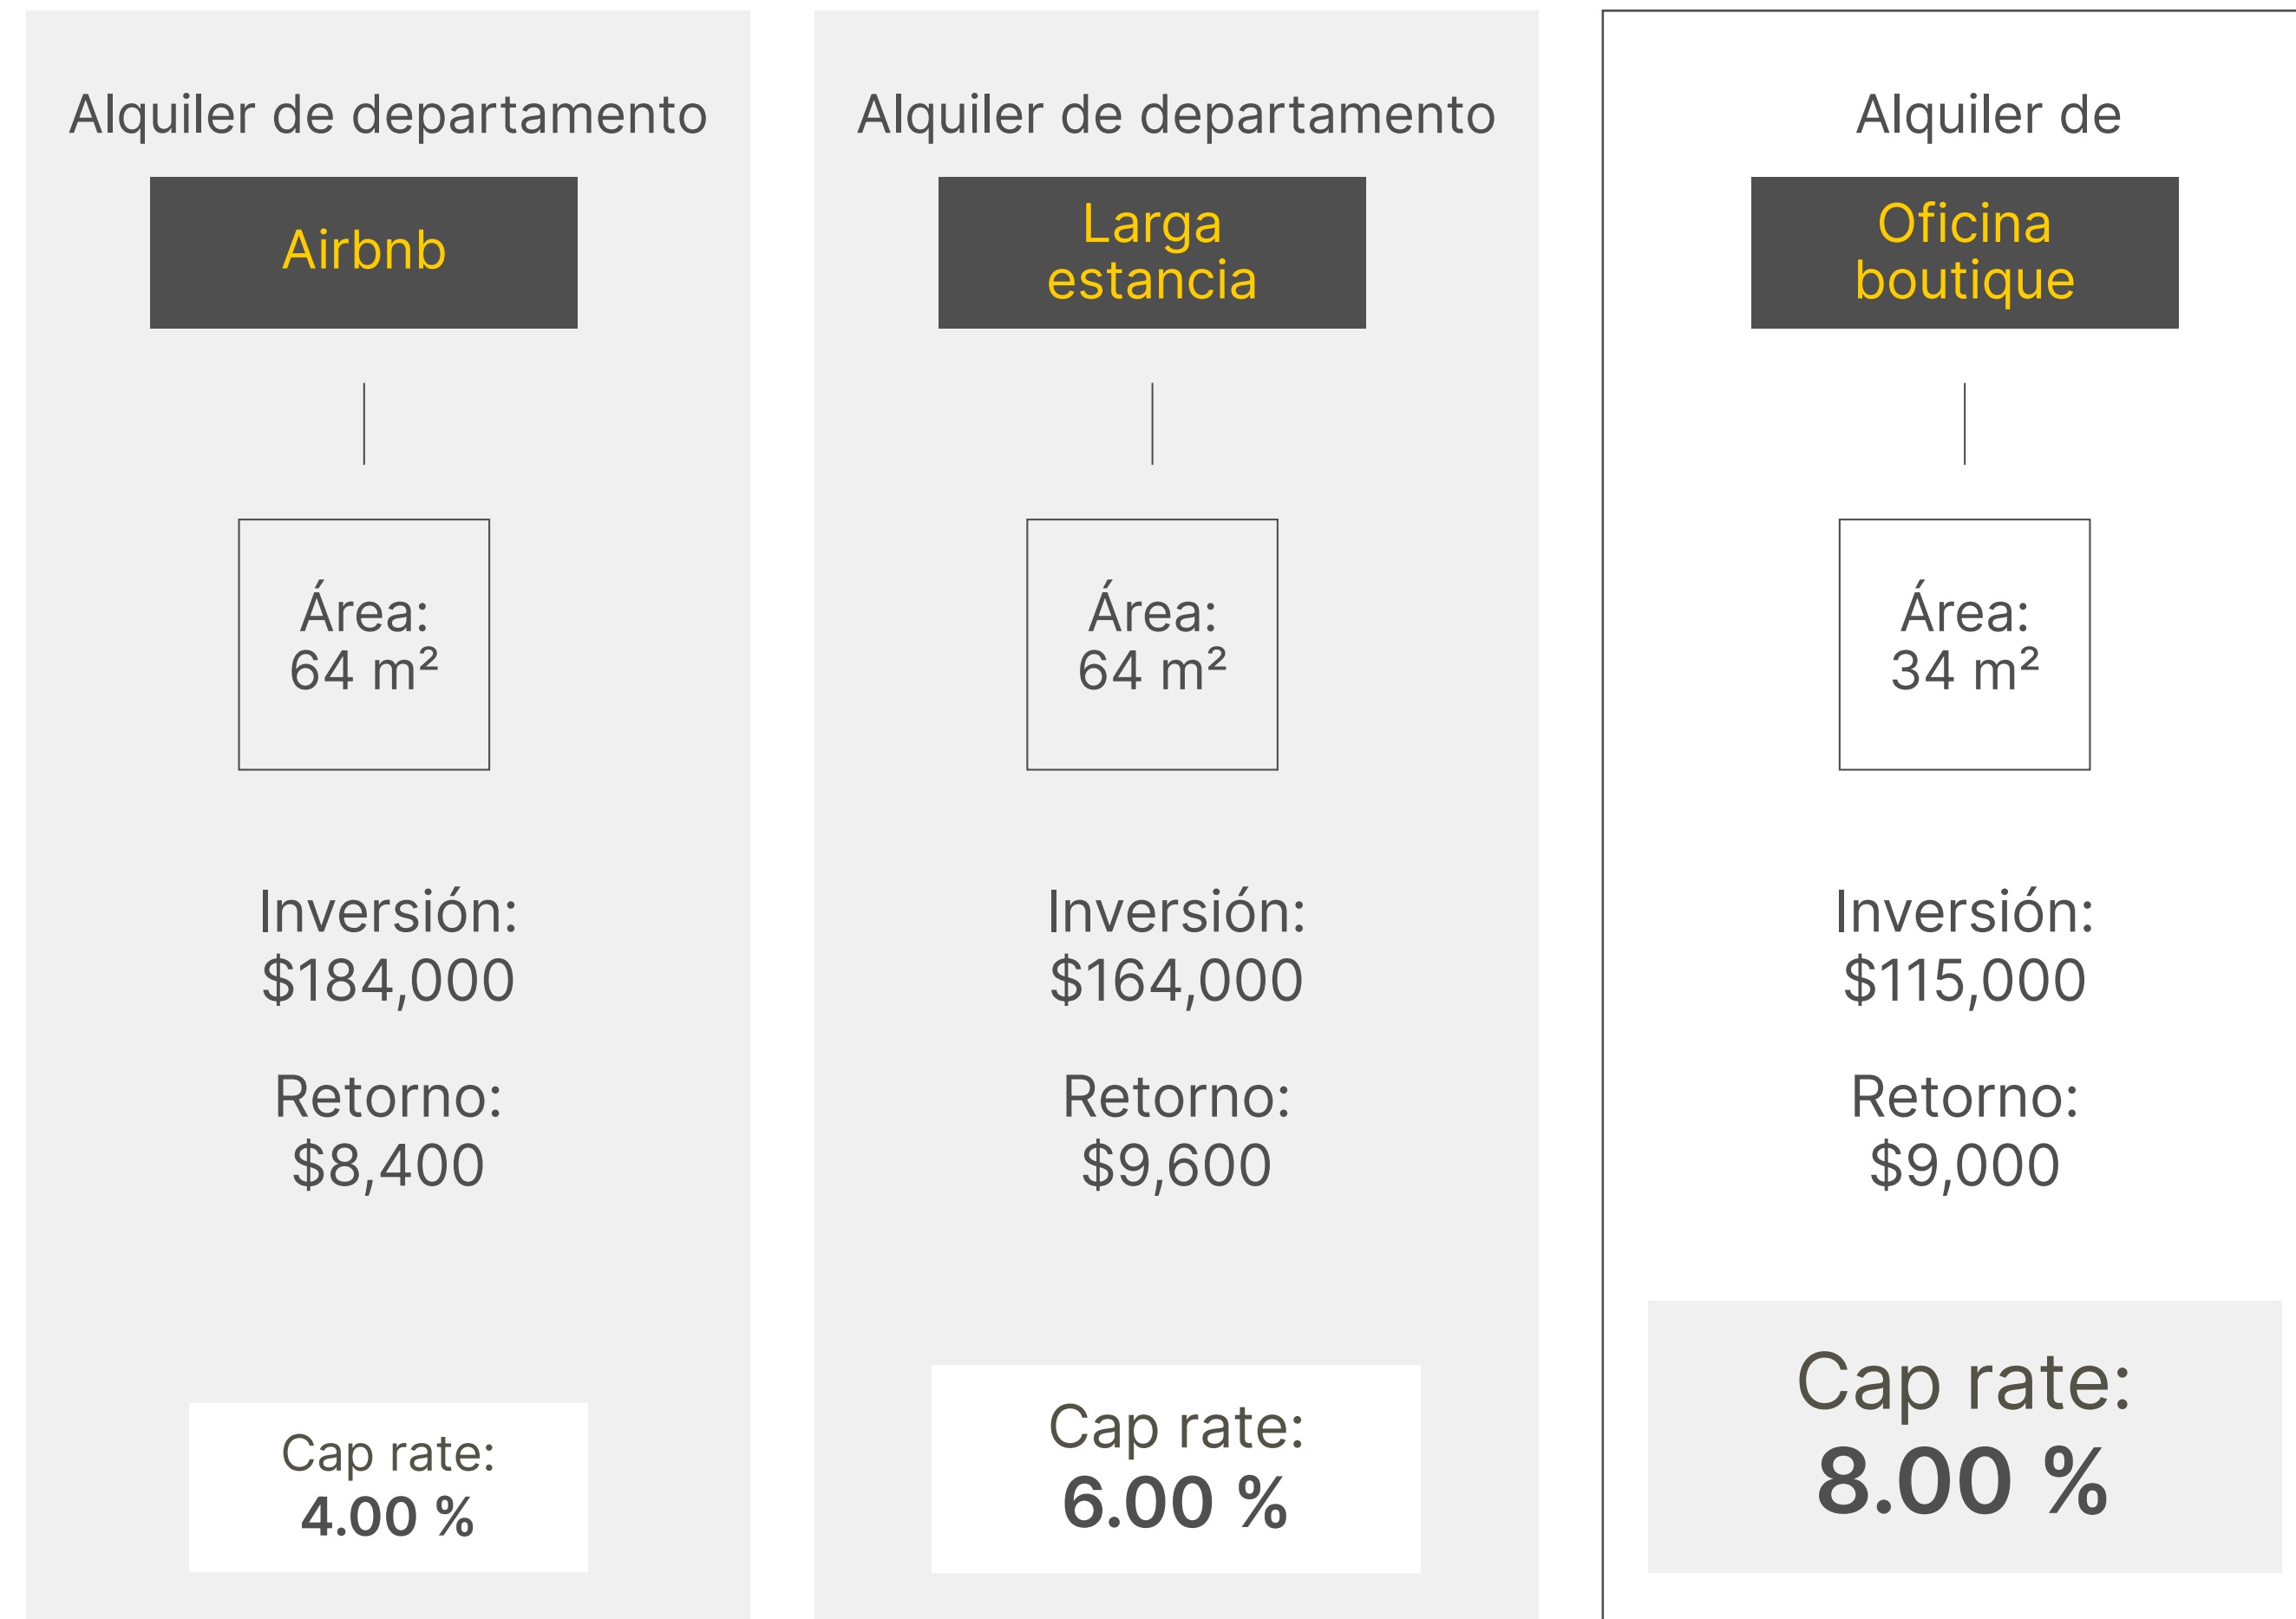 Alquiler de departamento
Airbnb
Área:
64 m²
Inversión:
$184,000
Retorno:
$8,400
Cap rate:
4.00 %
Alquiler de departamento
Larga
estancia
Área:
64 m²
Inversión:
$164,000
Retorno:
$9,600
Cap rate:
6.00 %
Alquiler de
Oficina
boutique
Área:
34 m²
Inversión:
$115,000
Retorno:
$9,000
Cap rate:
8.00 %